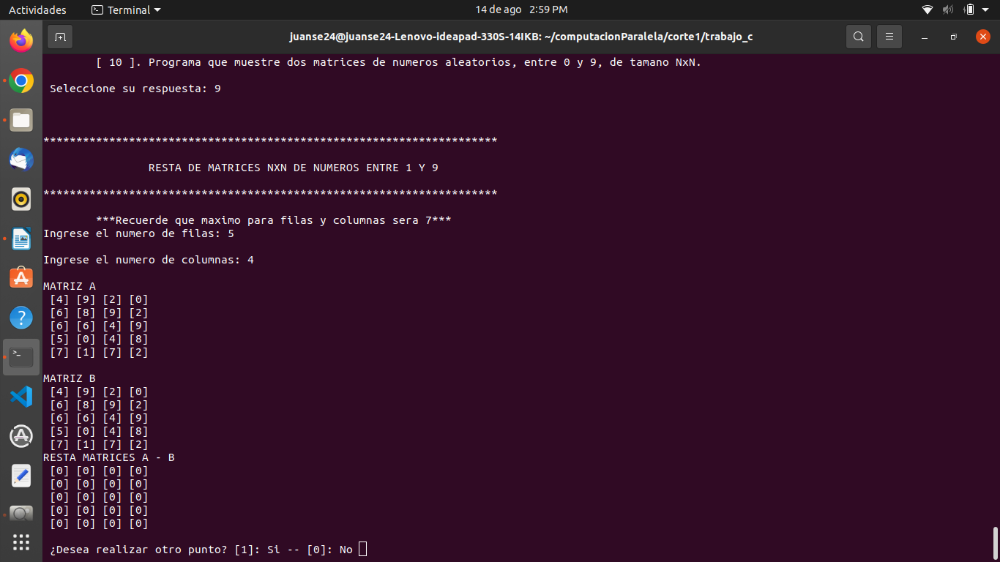 Actividades
Terminal
14 de ago 2:59 PM
juanse24@juanse24-Lenovo-ideapad-330S-14IKB: ~/computacionParalela/corte1/trabajo_c
[ 10 ]. Programa que muestre dos matrices de numeros aleatorios, entre 0 y 9, de tamano NxN.
Seleccione su respuesta: 9
*********************************************************************
RESTA DE MATRICES NXN DE NUMEROS ENTRE 1 Y 9
*********************************************************************
***Recuerde que maximo para filas y columnas sera 7***
Ingrese el numero de filas: 5
Ingrese el numero de columnas: 4
MATRIZ A
[4] [9] [2] [0]
[6] [8] [9] [2]
[6] [6] [4] [9]
[5] [0] [4] [8]
[7] [1] [7] [2]
MATRIZ B
[4] [9] [2] [0]
[6] [8] [9] [2]
[6] [6] [4] [9]
[5] [0] [4] [8]
[7] [1] [7] [2]
RESTA MATRICES A - B
[0] [0] [0] [0]
[0] [0] [0] [0]
[0] [0] [0] [0]
[0] [0] [0] [0]
[0] [0] [0] [0]
¿Desea realizar otro punto? [1]: Si -- [0]: No